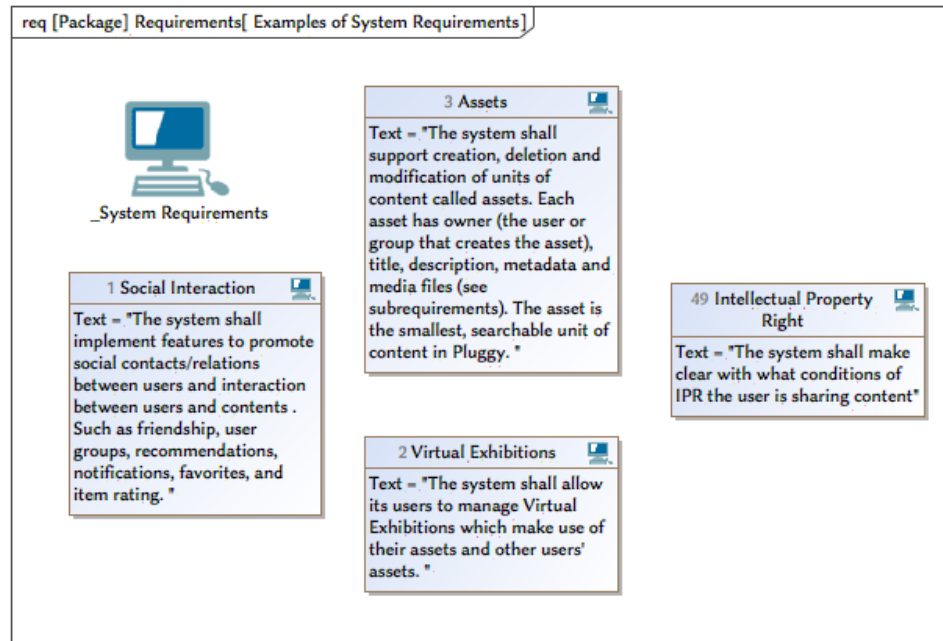 req [Package] Requirements[ Examples of System Requirements]
_System Requirements
1 Social Interaction
Text = "The system shall
implement features to promote
social contacts/relations
between users and interaction
between users and contents .
Such as friendship, user
groups, recommendations,
notifications, favorites, and
item rating. "
3 Assets
Text = "The system shall
support creation, deletion and
modification of units of
content called assets. Each
asset has owner (the user or
group that creates the asset),
title, description, metadata and
media files (see
subrequirements). The asset is
the smallest, searchable unit of
content in Pluggy. "
2 Virtual Exhibitions
Text = "The system shall allow
its users to manage Virtual
Exhibitions which make use of
their assets and other users'
assets. "
49 Intellectual Property
Right
Text = "The system shall make
clear with what conditions of
IPR the user is sharing content"